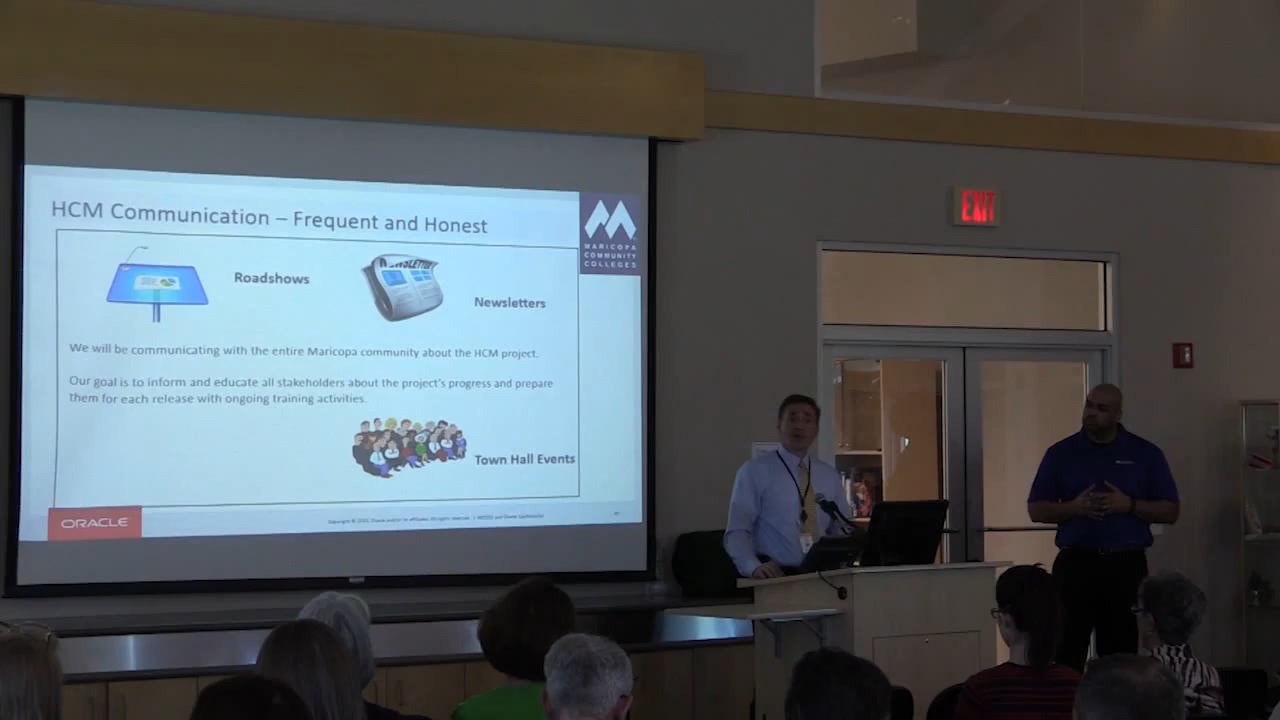 HCM Communication – Frequent and Honest
MARICOPA
COMMUNITY
COLLEGES
Roadshows
NEWSLETTER
Newsletters
We will be communicating with the entire Maricopa community about the HCM project.
Our goal is to inform and educate all stakeholders about the project's progress and prepare
them for each release with ongoing training activities.
Town Hall Events
ORACLE
EXIT